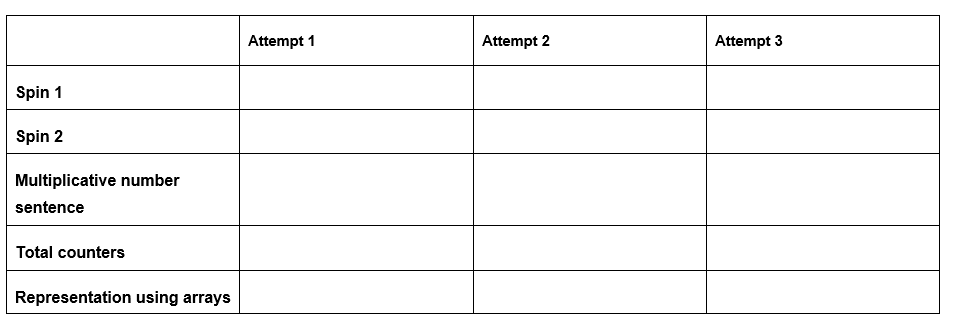 Attempt 1 Attempt 2 Attempt 3
Spin 1
Spin 2
Multiplicative number
sentence
Total counters
Representation using arrays